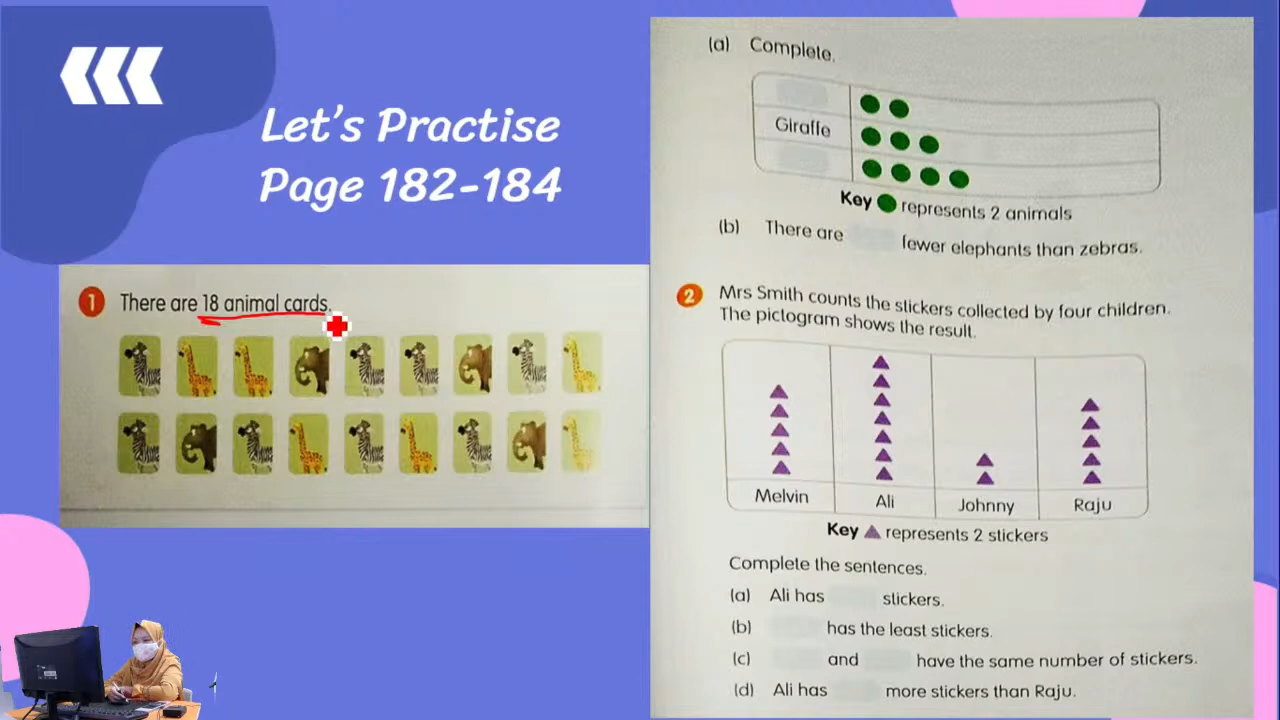 Let's Practise
Page 182-184
1 There are 18 animal cards.
(a) Complete.
Giraffe
Key represents 2 animals
(b) There are fewer elephants than zebras.
2 Mrs Smith counts the stickers collected by four children.
The pictogram shows the result.
Melvin Ali Johnny Raju
Key represents 2 stickers
Complete the sentences.
(a) Ali has stickers.
(b) has the least stickers.
(c) and have the same number of stickers.
(d) Ali has more stickers than Raju.